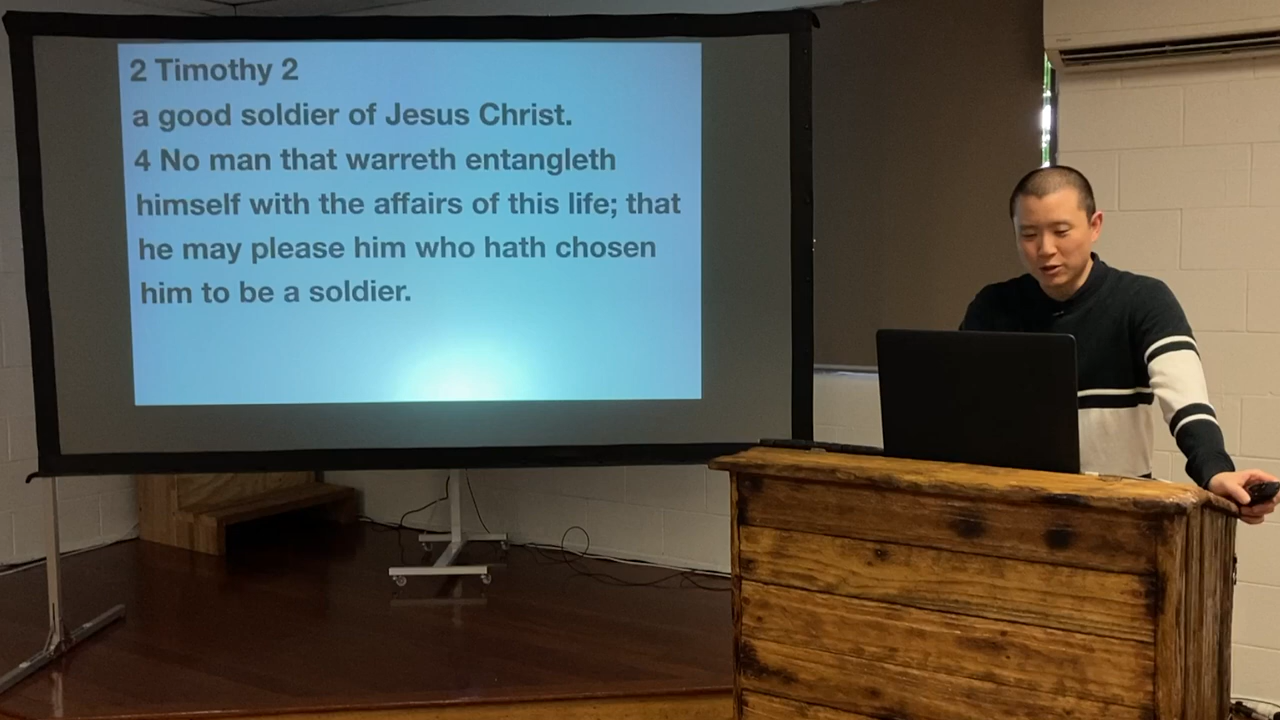 2 Timothy 2
a good soldier of Jesus Christ.
4 No man that warreth entangleth
himself with the affairs of this life; that
he may please him who hath chosen
him to be a soldier.